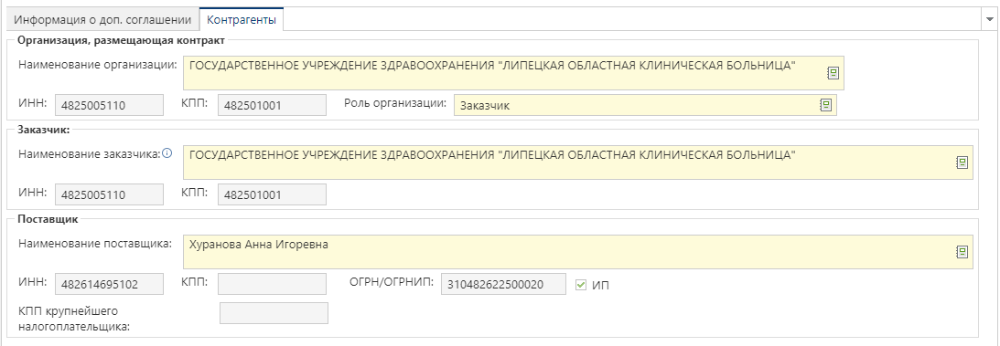 Информация о доп. соглашении Контрагенты
Организация, размещающая контракт
Наименование организации: ГОСУДАРСТВЕННОЕ УЧРЕЖДЕНИЕ ЗДРАВООХРАНЕНИЯ "ЛИПЕЦКАЯ ОБЛАСТНАЯ КЛИНИЧЕСКАЯ БОЛЬНИЦА"
ИНН: 4825005110 КПП: 482501001 Роль организации: Заказчик
Заказчик:
Наименование заказчика: ГОСУДАРСТВЕННОЕ УЧРЕЖДЕНИЕ ЗДРАВООХРАНЕНИЯ "ЛИПЕЦКАЯ ОБЛАСТНАЯ КЛИНИЧЕСКАЯ БОЛЬНИЦА"
ИНН: 4825005110 КПП: 482501001
Поставщик
Наименование поставщика: Хуранова Анна Игоревна
ИНН: 482614695102 КПП: ОГРН/ОГРНИП: 310482622500020 ИП
КПП крупнейшего
налогоплательщика: